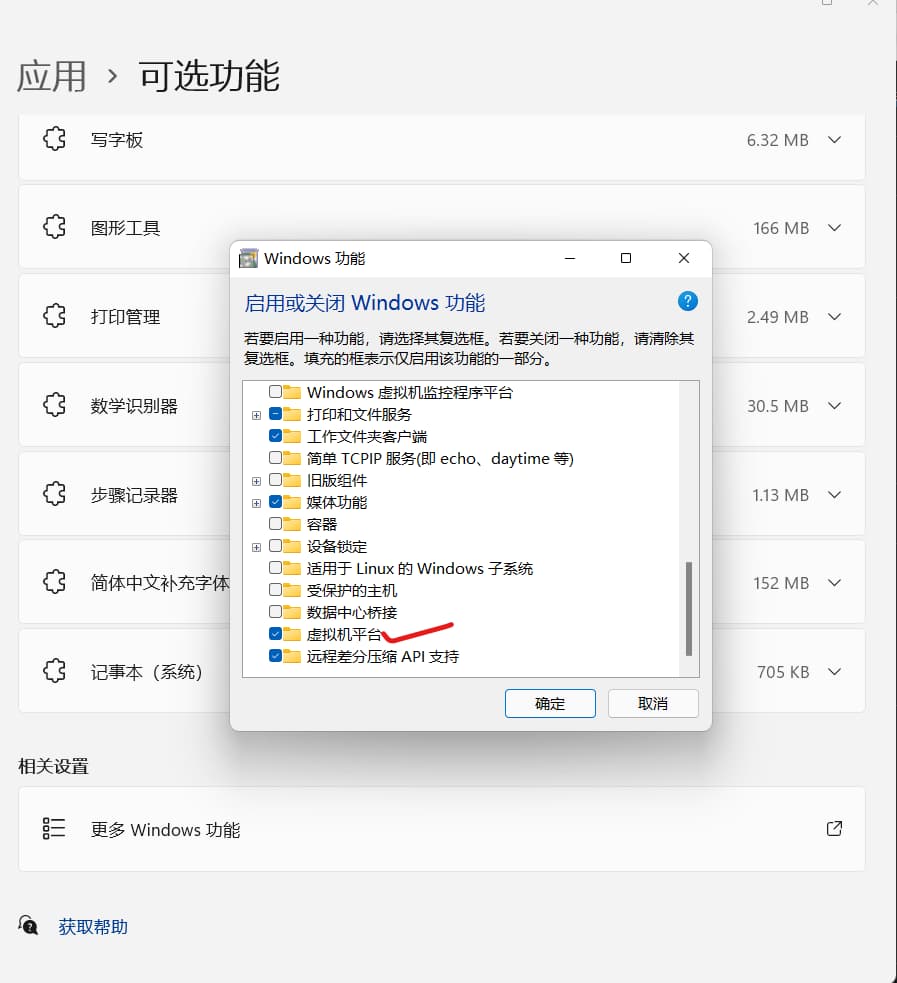 应用 › 可选功能
写字板 6.32 MB
图形工具 166 MB
打印管理 2.49 MB
数学识别器 30.5 MB
步骤记录器 1.13 MB
简体中文补充字体 152 MB
记事本（系统） 705 KB
Windows 功能
启用或关闭 Windows 功能
若要启用一种功能，请选择其复选框。若要关闭一种功能，请清除其
复选框。填充的框表示仅启用该功能的一部分。
Windows 虚拟机监控程序平台
打印和文件服务
工作文件夹客户端
简单 TCPIP 服务(即 echo、daytime 等)
旧版组件
媒体功能
容器
设备锁定
适用于 Linux 的 Windows 子系统
受保护的主机
数据中心桥接
虚拟机平台
远程差分压缩 API 支持
确定 取消
相关设置
更多 Windows 功能
获取帮助